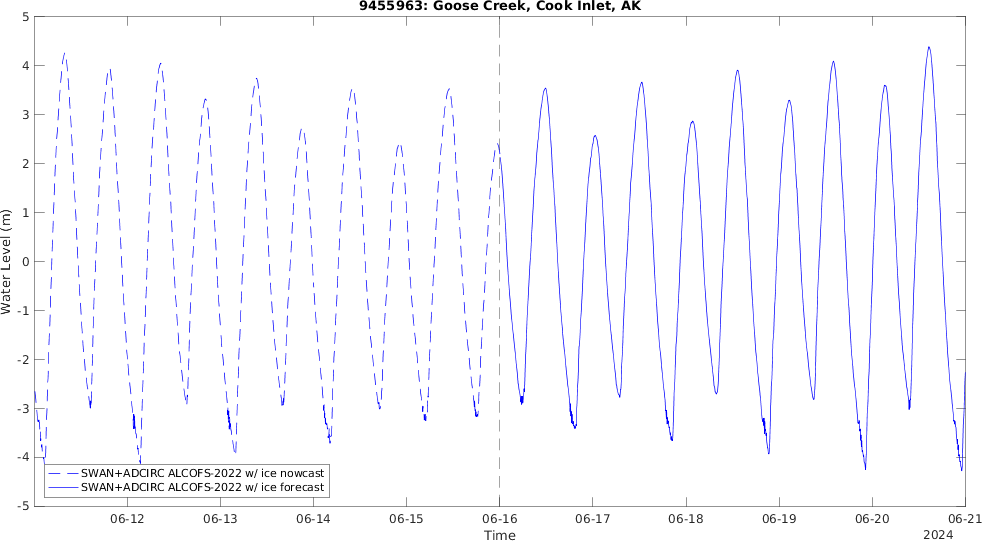 9455963: Goose Creek, Cook Inlet, AK
5
4
3
2
1
0
-1
-2
-3
-4
-5
Water Level (m)
SWAN+ADCIRC ALCOFS-2022 w/ ice nowcast
SWAN+ADCIRC ALCOFS-2022 w/ ice forecast
06-12 06-13 06-14 06-15 06-16 06-17 06-18 06-19 06-20 06-21
Time
2024